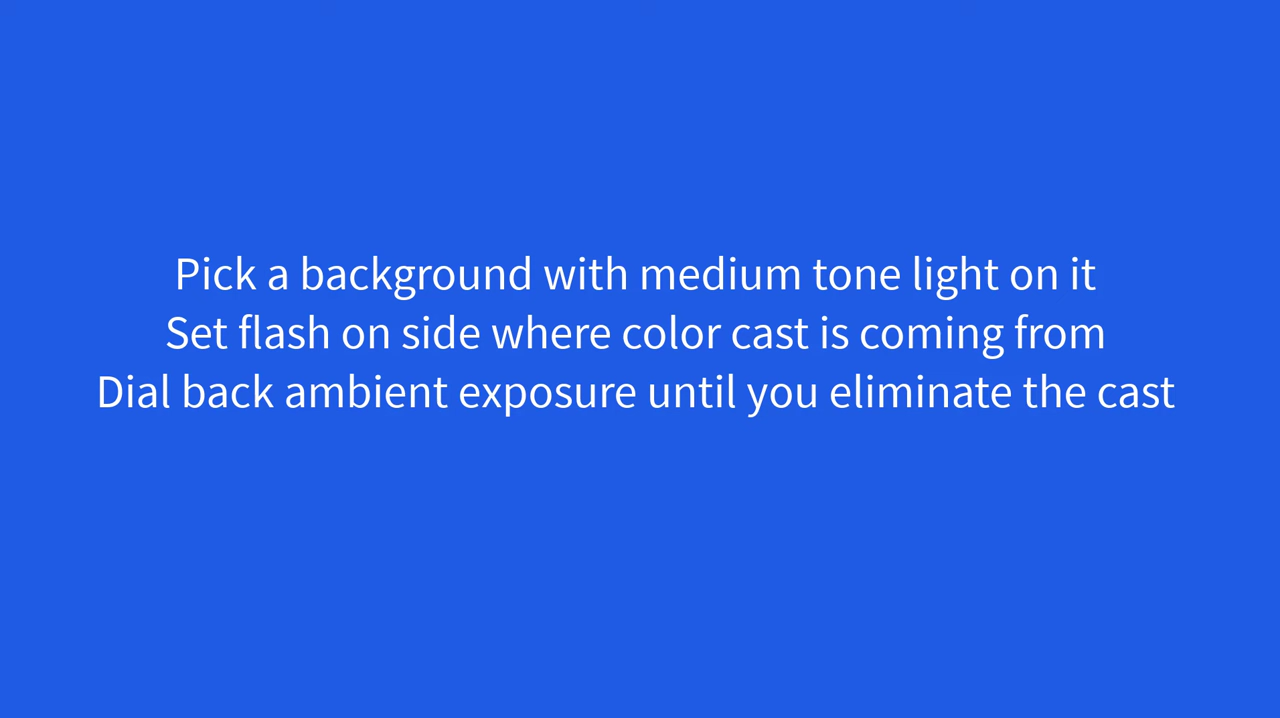 Pick a background with medium tone light on it
Set flash on side where color cast is coming from
Dial back ambient exposure until you eliminate the cast